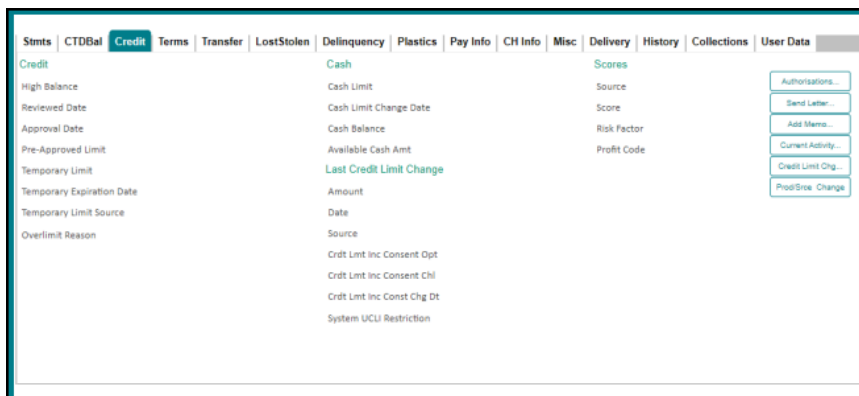 Stmts CTDBal Credit Terms Transfer LostStolen Delinquency Plastics Pay Info CH Info Misc Delivery History Collections User Data
Credit
High Balance
Reviewed Date
Approval Date
Pre-Approved Limit
Temporary Limit
Temporary Expiration Date
Temporary Limit Source
Overlimit Reason
Cash
Cash Limit
Cash Limit Change Date
Cash Balance
Available Cash Amt
Last Credit Limit Change
Amount
Date
Source
Crdt Lmt Inc Consent Opt
Crdt Lmt Inc Consent Chl
Crdt Lmt Inc Const Chg Dt
System UCLI Restriction
Scores
Source
Score
Risk Factor
Profit Code
Authorisations...
Send Letter...
Add Memo...
Current Activity...
Credit Limit Chg...
Prod/Srce Change